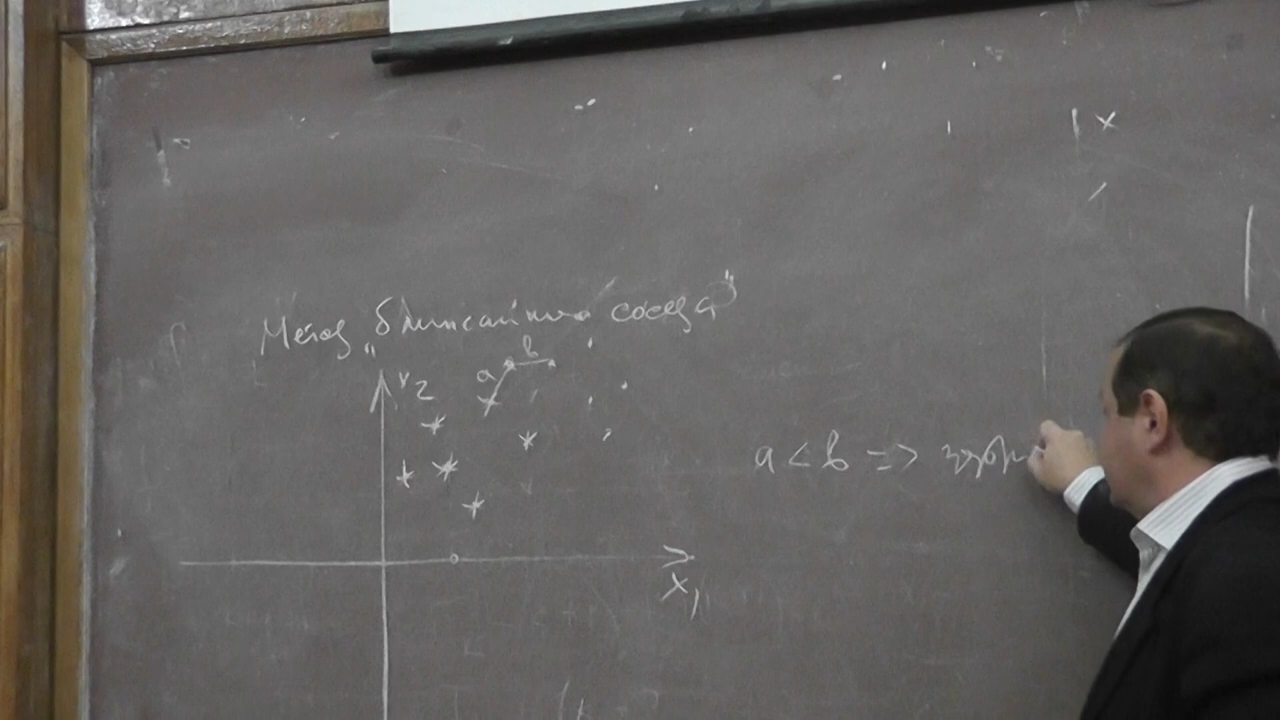 Метод „ближайшего соседа"
x₂
a b
a < b =>
x₁
x